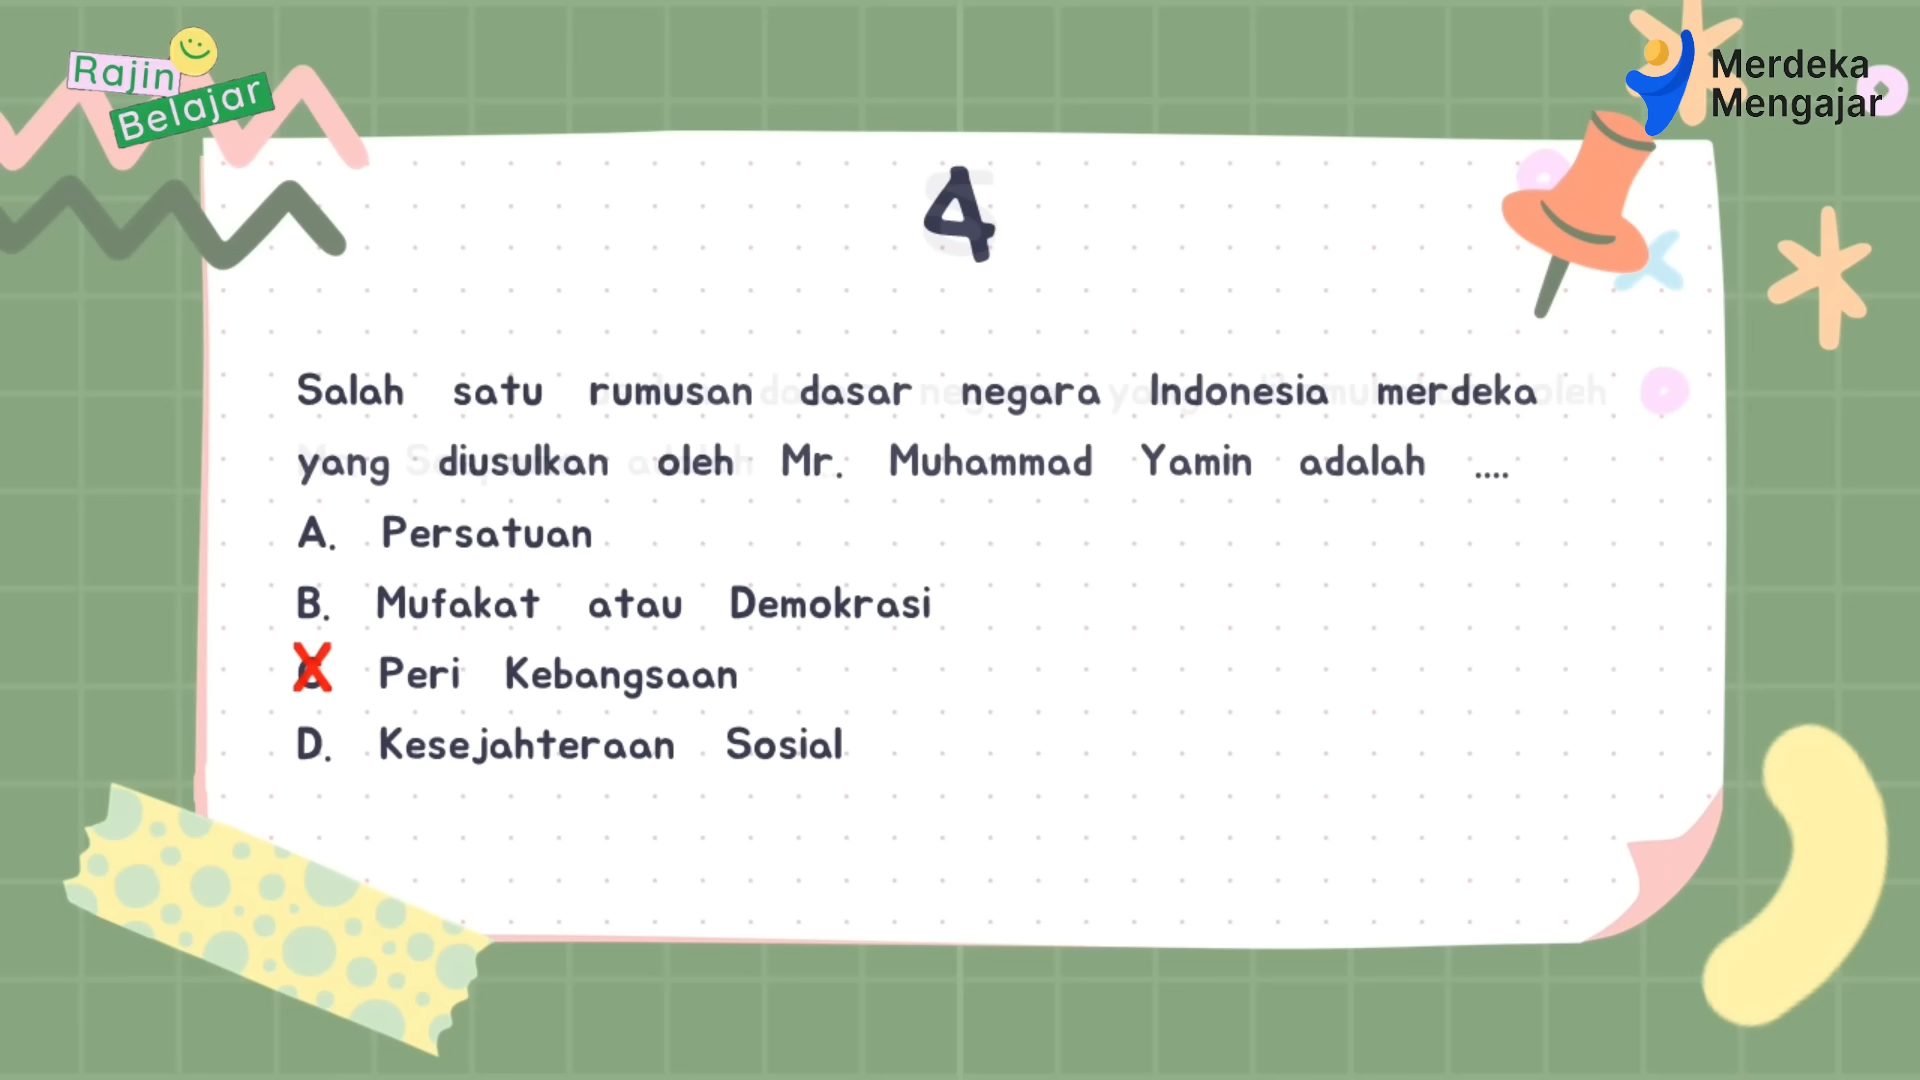 Rajin
Belajar
Merdeka
Mengajar
4
Salah satu rumusan dasar negara Indonesia merdeka
yang diusulkan oleh Mr. Muhammad Yamin adalah ....
A. Persatuan
B. Mufakat atau Demokrasi
X Peri Kebangsaan
D. Kesejahteraan Sosial